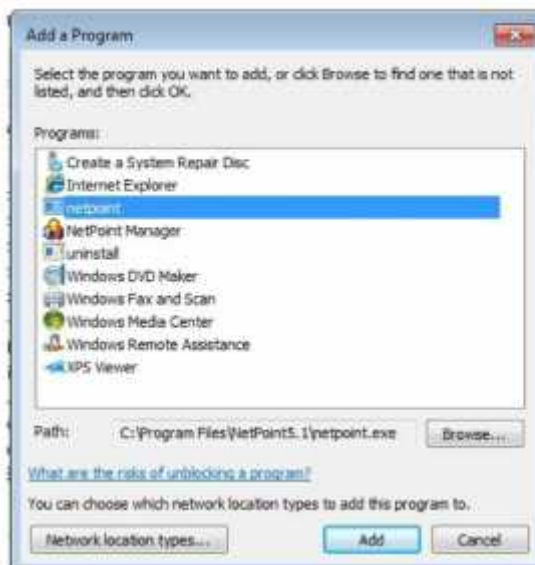 Add a Program
Select the program you want to add, or click Browse to find one that is not
listed, and then click OK.
Programs:
Create a System Repair Disc
Internet Explorer
netpoint
NetPoint Manager
uninstall
Windows DVD Maker
Windows Fax and Scan
Windows Media Center
Windows Remote Assistance
XPS Viewer
Path: C:\Program Files\NetPoint5.1\netpoint.exe Browse...
What are the risks of unblocking a program?
You can choose which network location types to add this program to.
Network location types... Add Cancel